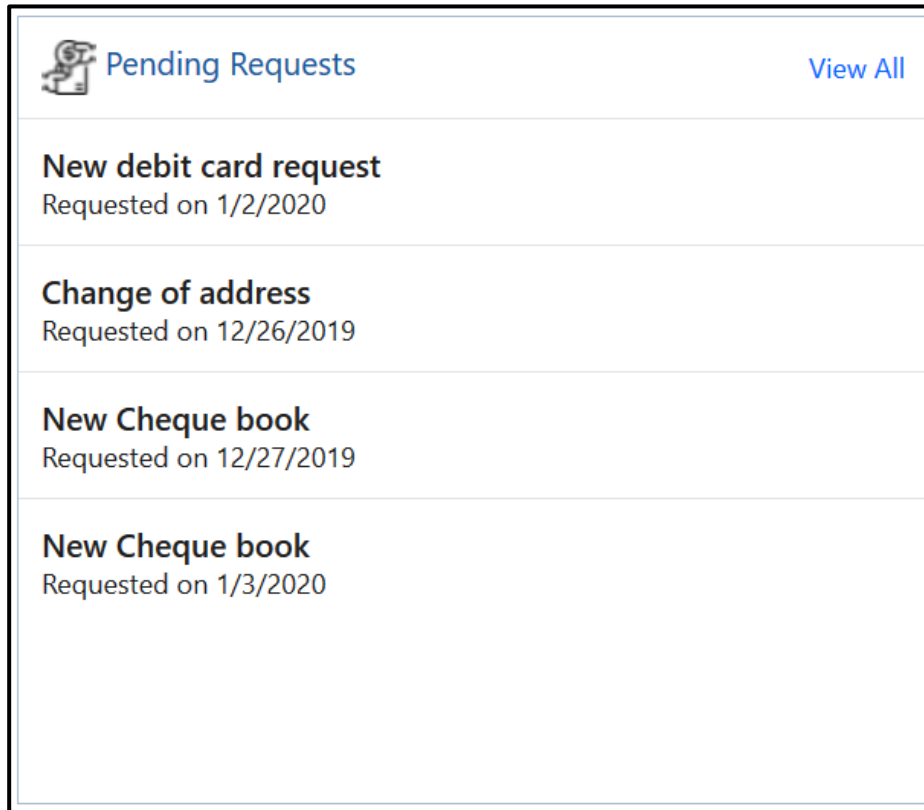 Pending Requests
View All
New debit card request
Requested on 1/2/2020
Change of address
Requested on 12/26/2019
New Cheque book
Requested on 12/27/2019
New Cheque book
Requested on 1/3/2020